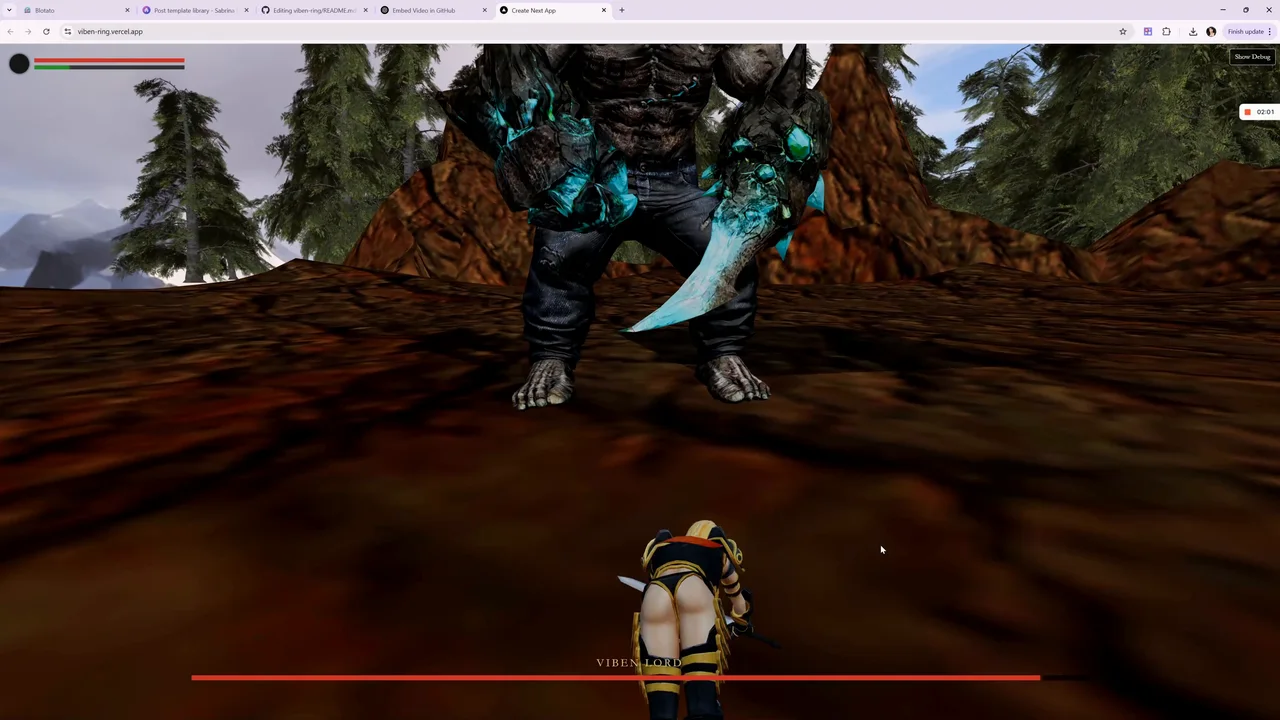 Blotato
Post template library - Sabrina
Editing viben-ring/README.m
Embed Video in GitHub
Create Next App
viben-ring.vercel.app
Finish update
Show Debug
02:01
VIBEN LORD